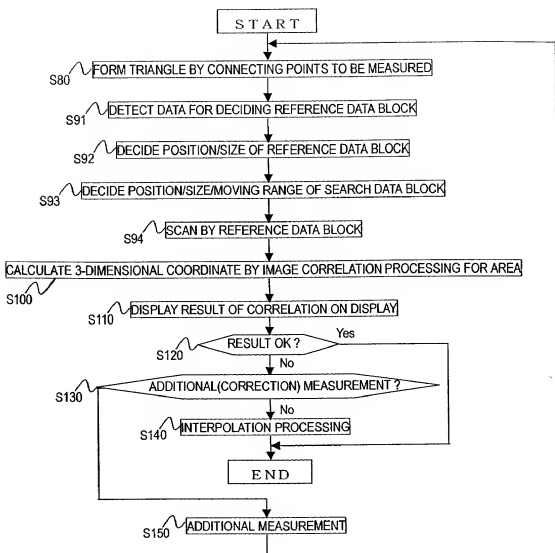 START
S80 FORM TRIANGLE BY CONNECTING POINTS TO BE MEASURED
S91 DETECT DATA FOR DECIDING REFERENCE DATA BLOCK
S92 DECIDE POSITION/SIZE OF REFERENCE DATA BLOCK
S93 DECIDE POSITION/SIZE/MOVING RANGE OF SEARCH DATA BLOCK
S94 SCAN BY REFERENCE DATA BLOCK
CALCULATE 3-DIMENSIONAL COORDINATE BY IMAGE CORRELATION PROCESSING FOR AREA
S100
S110 DISPLAY RESULT OF CORRELATION ON DISPLAY
S120 RESULT OK ? Yes
No
S130 ADDITIONAL(CORRECTION) MEASUREMENT ?
No
S140 INTERPOLATION PROCESSING
END
S150 ADDITIONAL MEASUREMENT